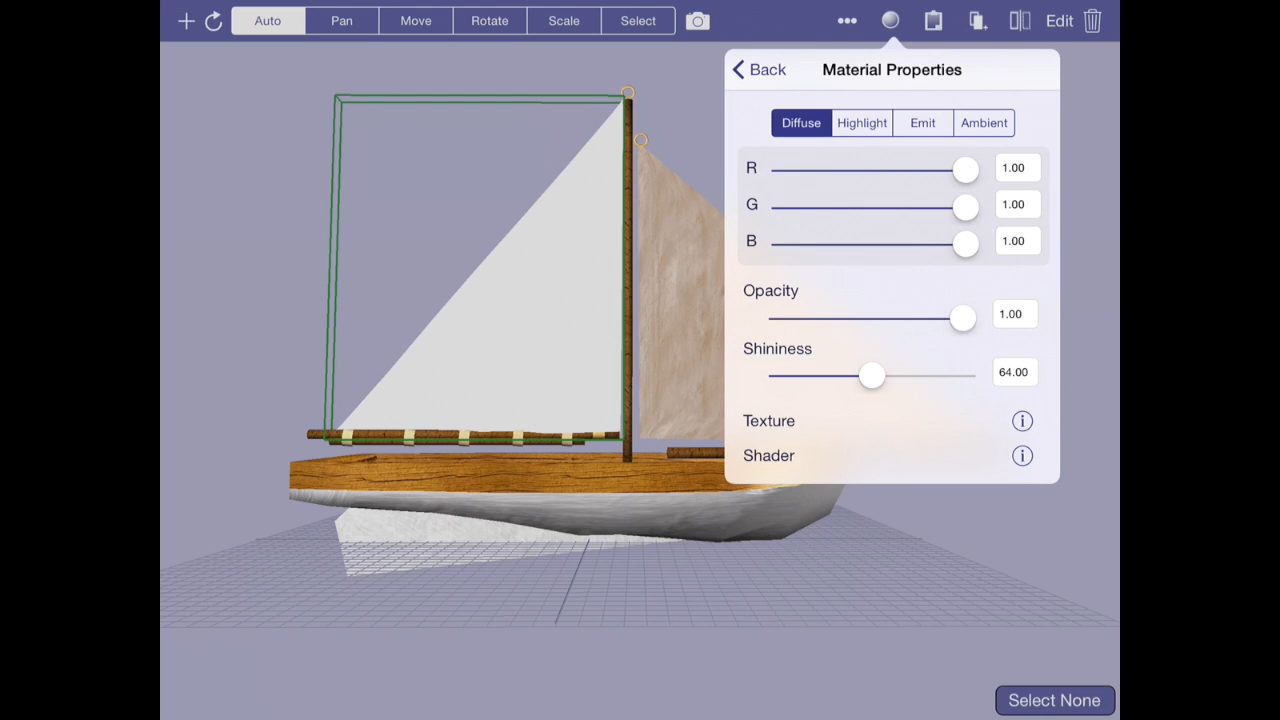 Auto Pan Move Rotate Scale Select Edit
Back Material Properties
Diffuse Highlight Emit Ambient
R 1.00
G 1.00
B 1.00
Opacity
1.00
Shininess
64.00
Texture
Shader
Select None